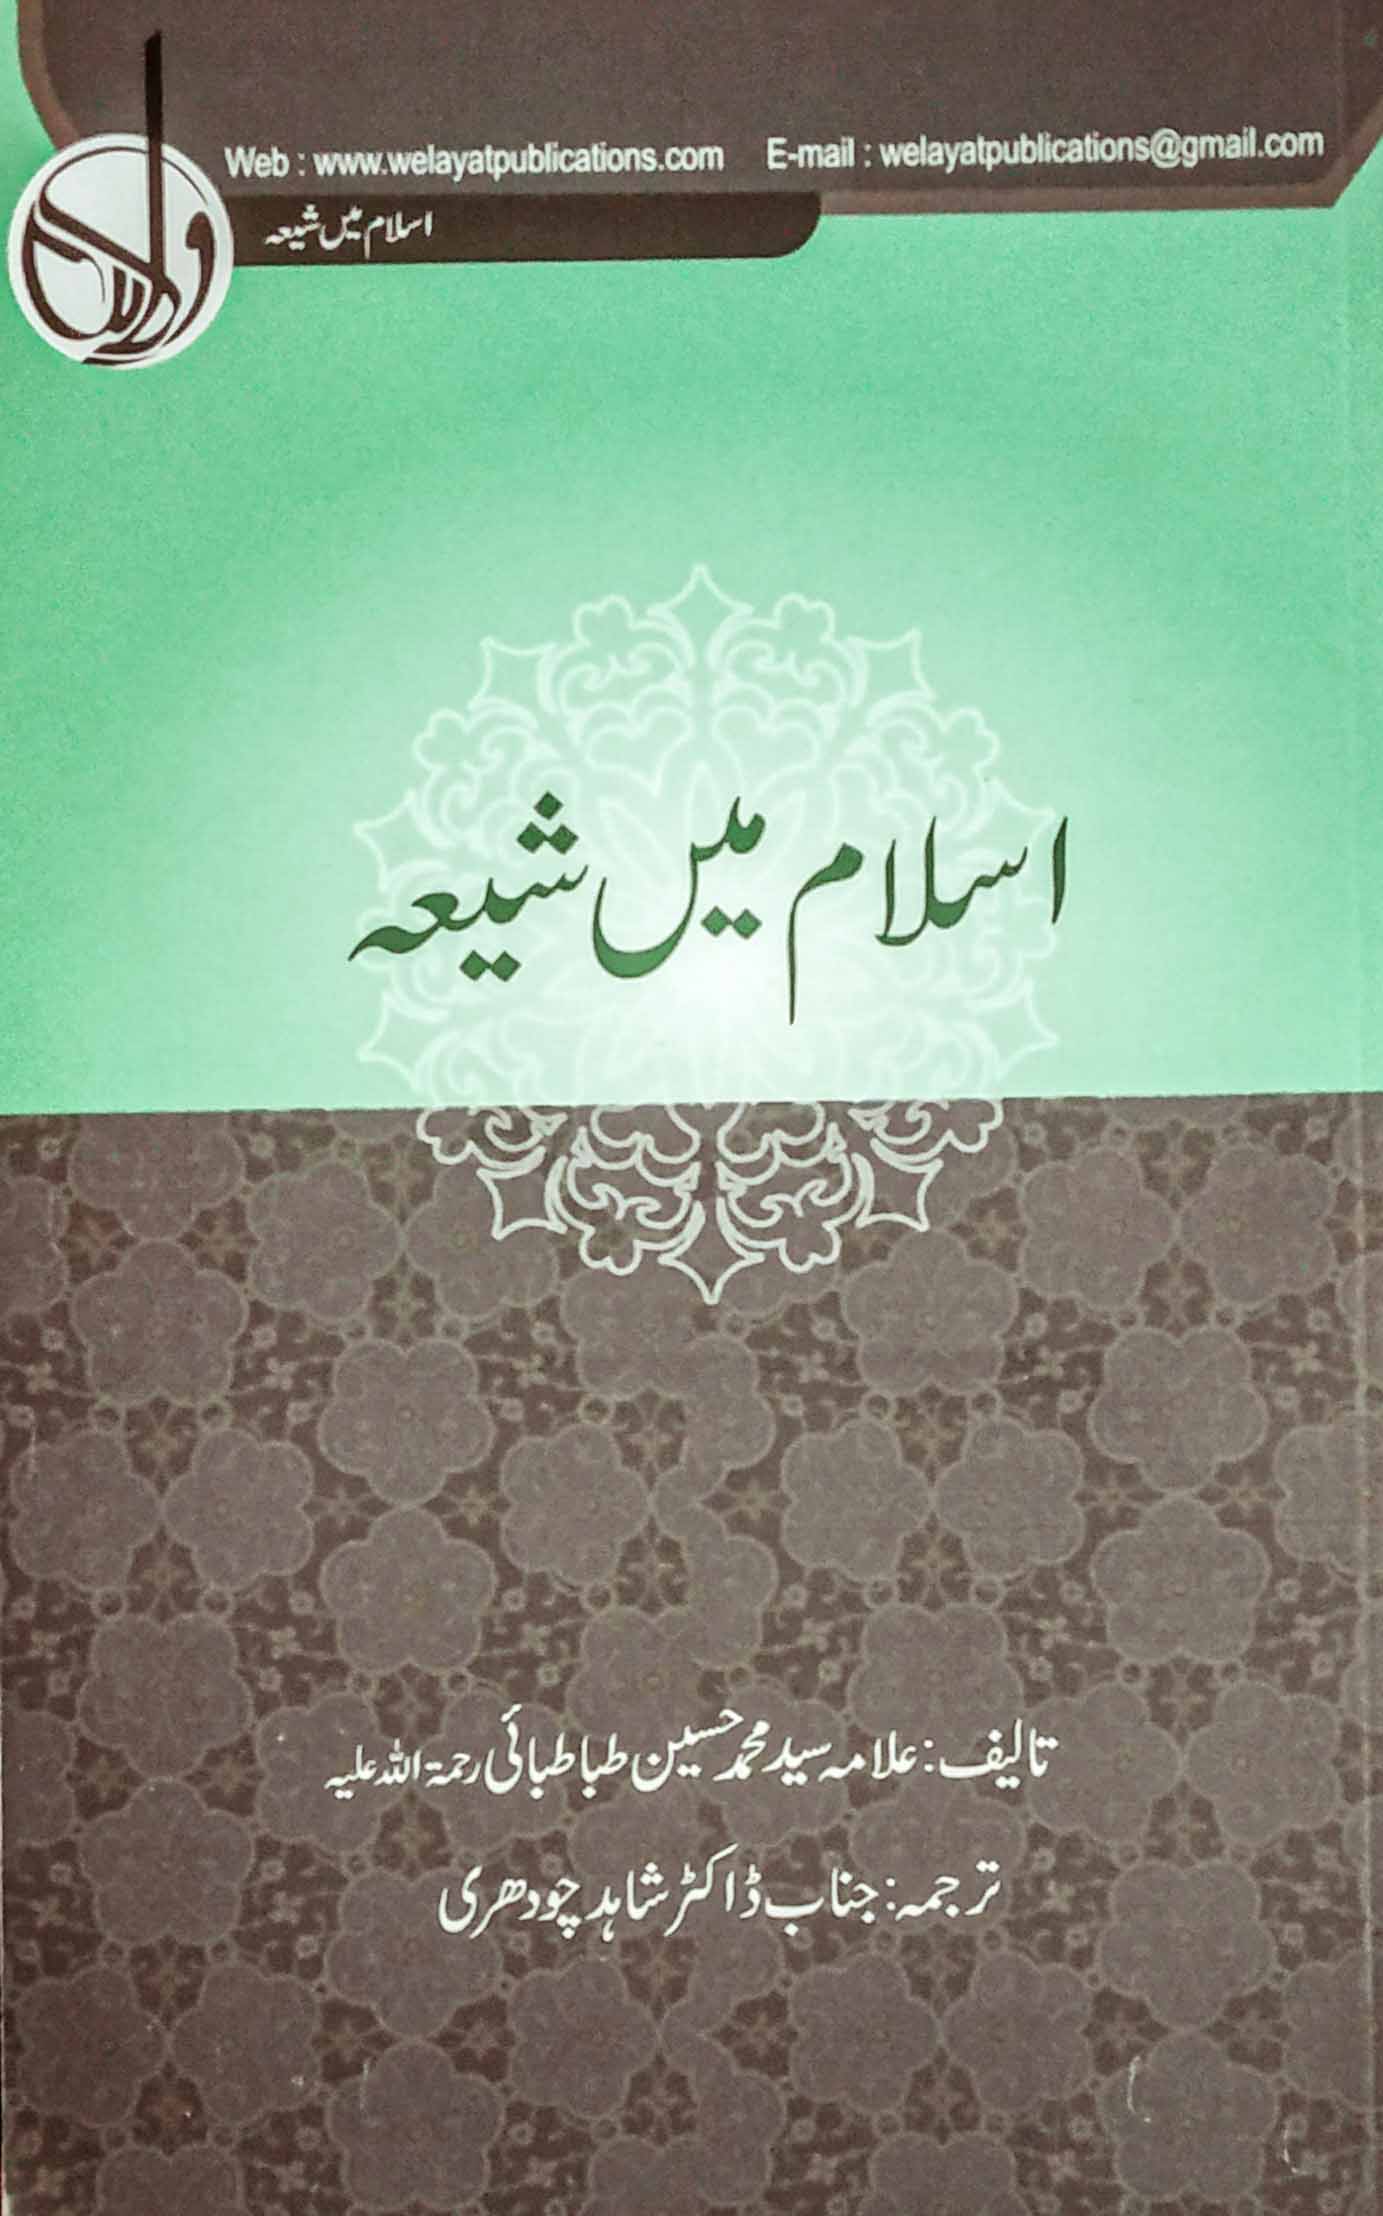 Web : www.welayatpublications.com E-mail : welayatpublications@gmail.com
اسلام میں شیعہ
اسلام میں شیعہ
تالیف: علامہ سید محمد حسین طباطبائی رحمۃ اللہ علیہ
ترجمہ: جناب ڈاکٹر شاہد چودھری